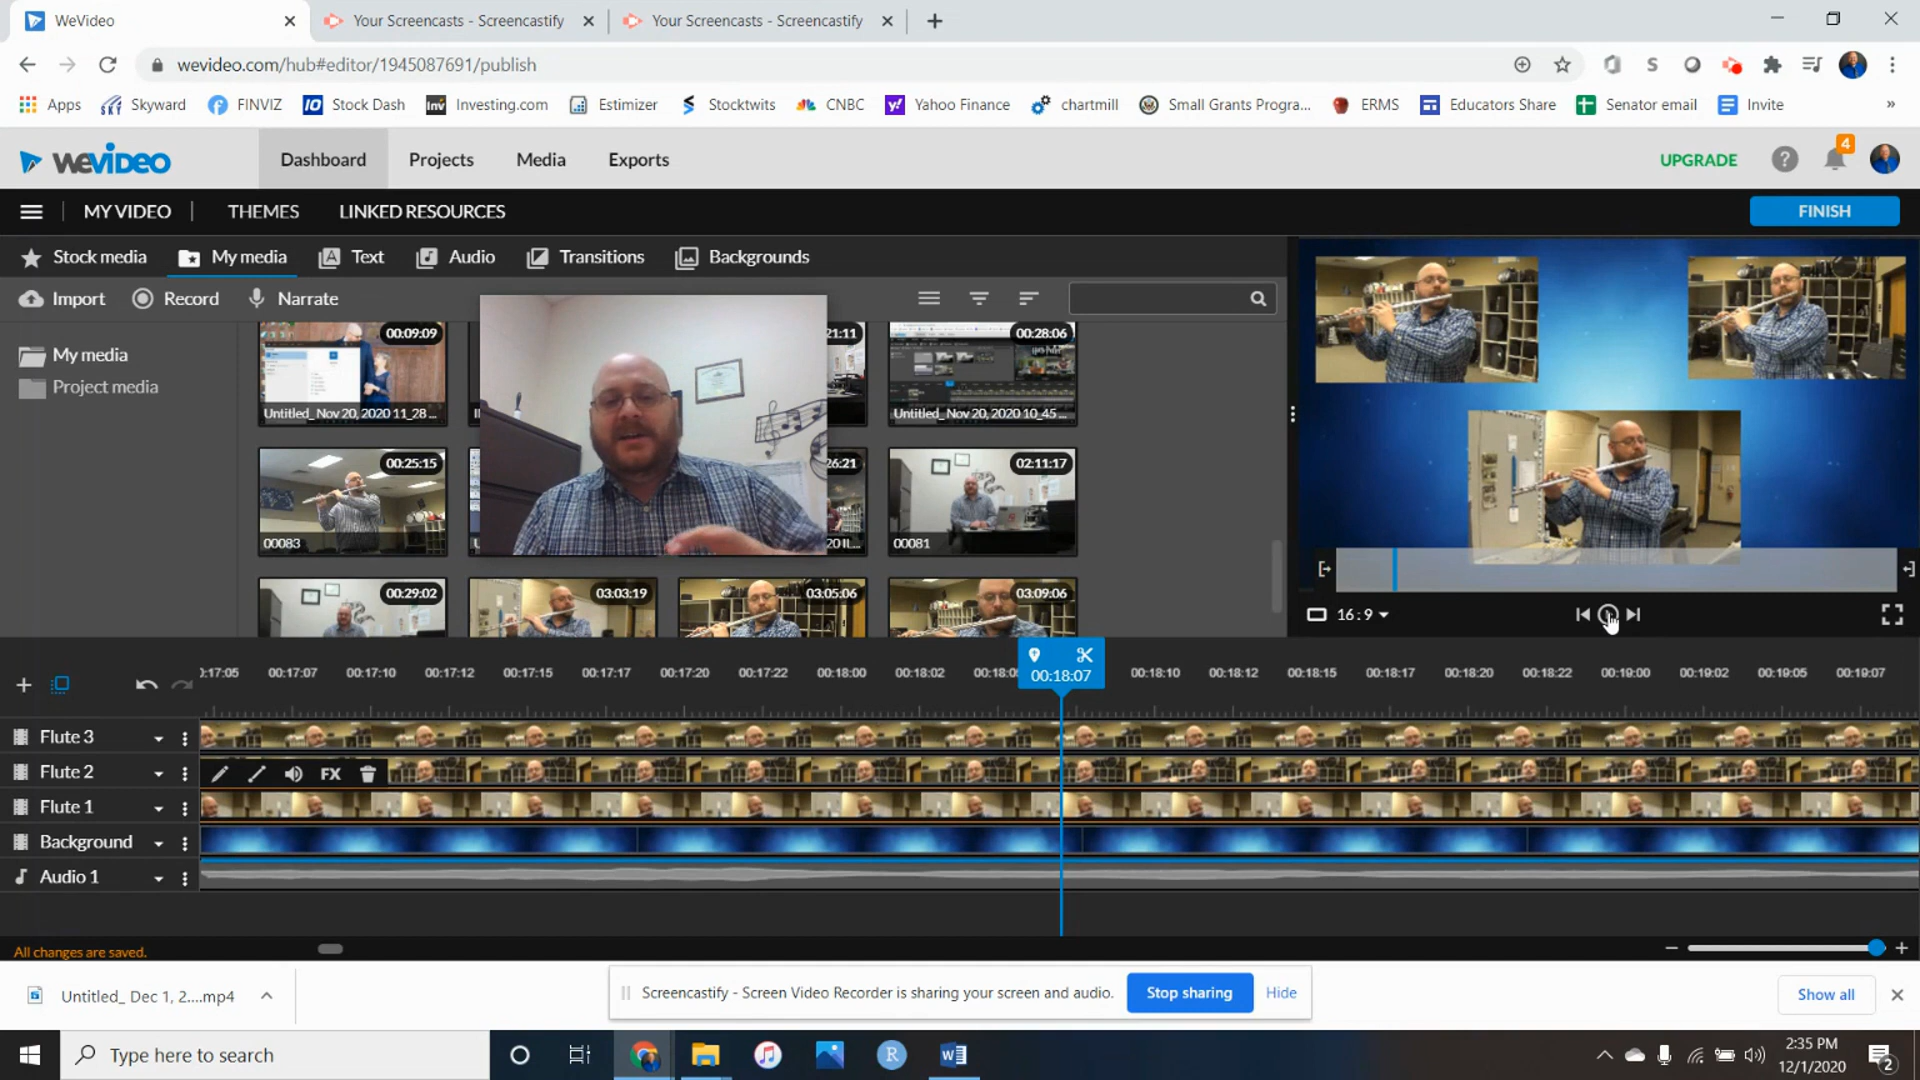 WeVideo
Your Screencasts - Screencastify
Your Screencasts - Screencastify
wevideo.com/hub#editor/1945087691/publish
Apps
Skyward
FINVIZ
Stock Dash
Investing.com
Estimizer
Stocktwits
CNBC
Yahoo Finance
chartmill
Small Grants Progra...
ERMS
Educators Share
Senator email
Invite
»
WEVIDEO
Dashboard
Projects
Media
Exports
UPGRADE
4
MY VIDEO
THEMES
LINKED RESOURCES
FINISH
Stock media
My media
Text
Audio
Transitions
Backgrounds
Import
Record
Narrate
My media
Project media
00:09:09
Untitled_ Nov 20, 2020 11_28 ...
21:11
00:28:06
Untitled_ Nov 20, 2020 10_45 ...
00:25:15
00083
26:21
02:11:17
00081
00:29:02
03:03:19
03:05:06
03:09:06
16:9
):17:05
00:17:07
00:17:10
00:17:12
00:17:15
00:17:17
00:17:20
00:17:22
00:18:00
00:18:02
00:18:07
00:18:10
00:18:12
00:18:15
00:18:17
00:18:20
00:18:22
00:19:00
00:19:02
00:19:05
00:19:07
Flute 3
Flute 2
FX
Flute 1
Background
Audio 1
All changes are saved.
Untitled_ Dec 1, 2....mp4
Screencastify - Screen Video Recorder is sharing your screen and audio.
Stop sharing
Hide
Show all
Type here to search
2:35 PM
12/1/2020
2